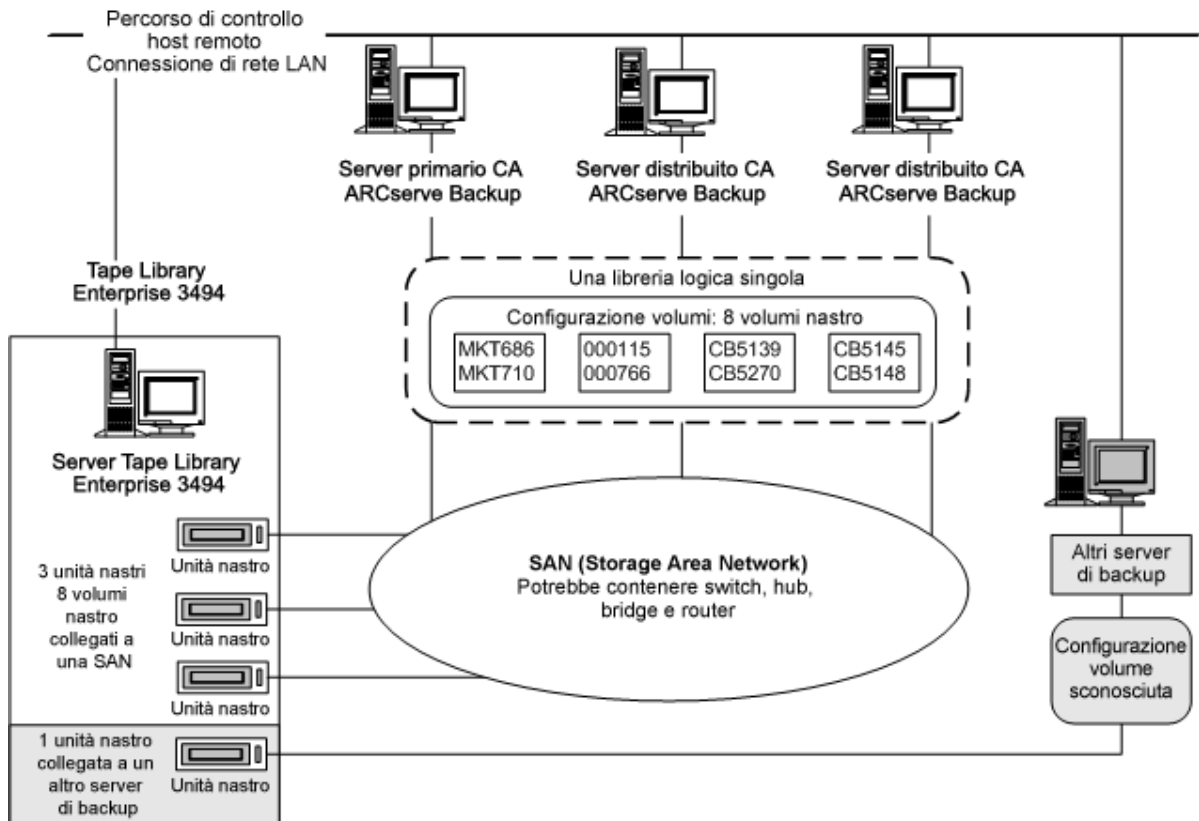 Percorso di controllo
host remoto
Connessione di rete LAN
Server primario CA
ARCserve Backup
Server distribuito CA
ARCserve Backup
Server distribuito CA
ARCserve Backup
Tape Library
Enterprise 3494
Una libreria logica singola
Configurazione volumi: 8 volumi nastro
MKT686
MKT710
000115
000766
CB5139
CB5270
CB5145
CB5148
Server Tape Library
Enterprise 3494
3 unità nastri
8 volumi
nastro
collegati a
una SAN
Unità nastro
Unità nastro
Unità nastro
SAN (Storage Area Network)
Potrebbe contenere switch, hub,
bridge e router
Altri server
di backup
Configurazione
volume
sconosciuta
1 unità nastro
collegata a un
altro server
di backup
Unità nastro